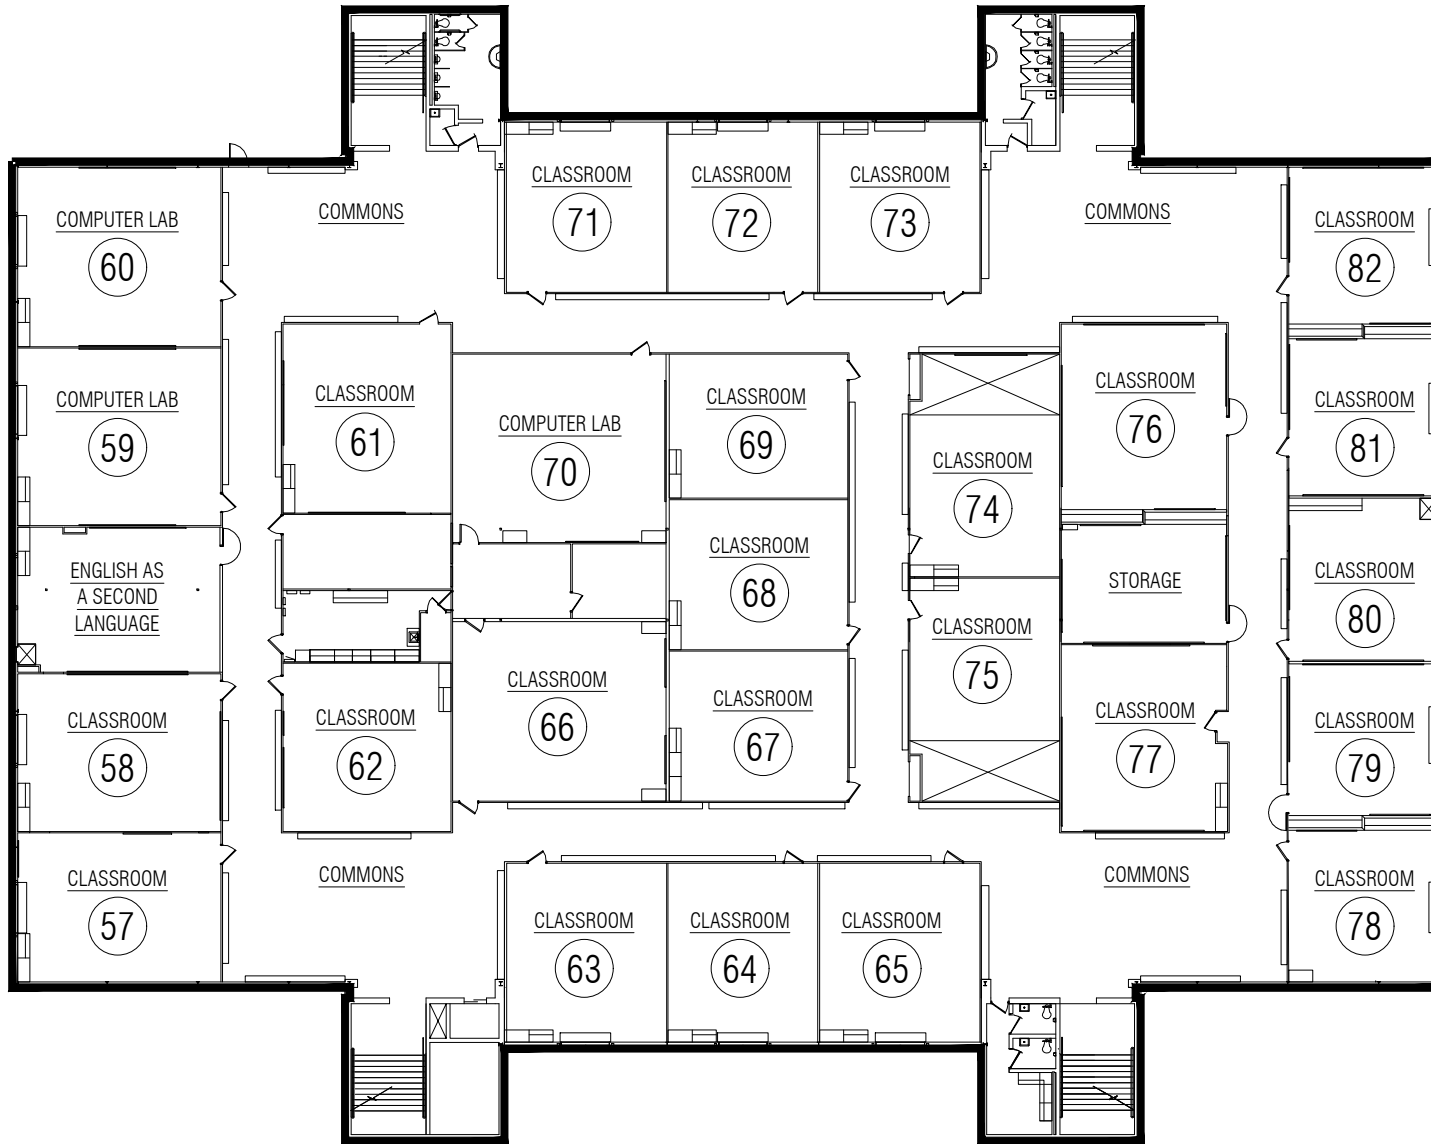 CLASSROOM
71
CLASSROOM
72
CLASSROOM
73
COMMONS
COMMONS
COMPUTER LAB
60
CLASSROOM
82
COMPUTER LAB
59
CLASSROOM
61
COMPUTER LAB
70
CLASSROOM
69
CLASSROOM
74
CLASSROOM
76
CLASSROOM
81
ENGLISH AS
A SECOND
LANGUAGE
CLASSROOM
68
STORAGE
CLASSROOM
80
CLASSROOM
58
CLASSROOM
62
CLASSROOM
66
CLASSROOM
67
CLASSROOM
75
CLASSROOM
77
CLASSROOM
79
CLASSROOM
57
COMMONS
COMMONS
CLASSROOM
78
CLASSROOM
63
CLASSROOM
64
CLASSROOM
65